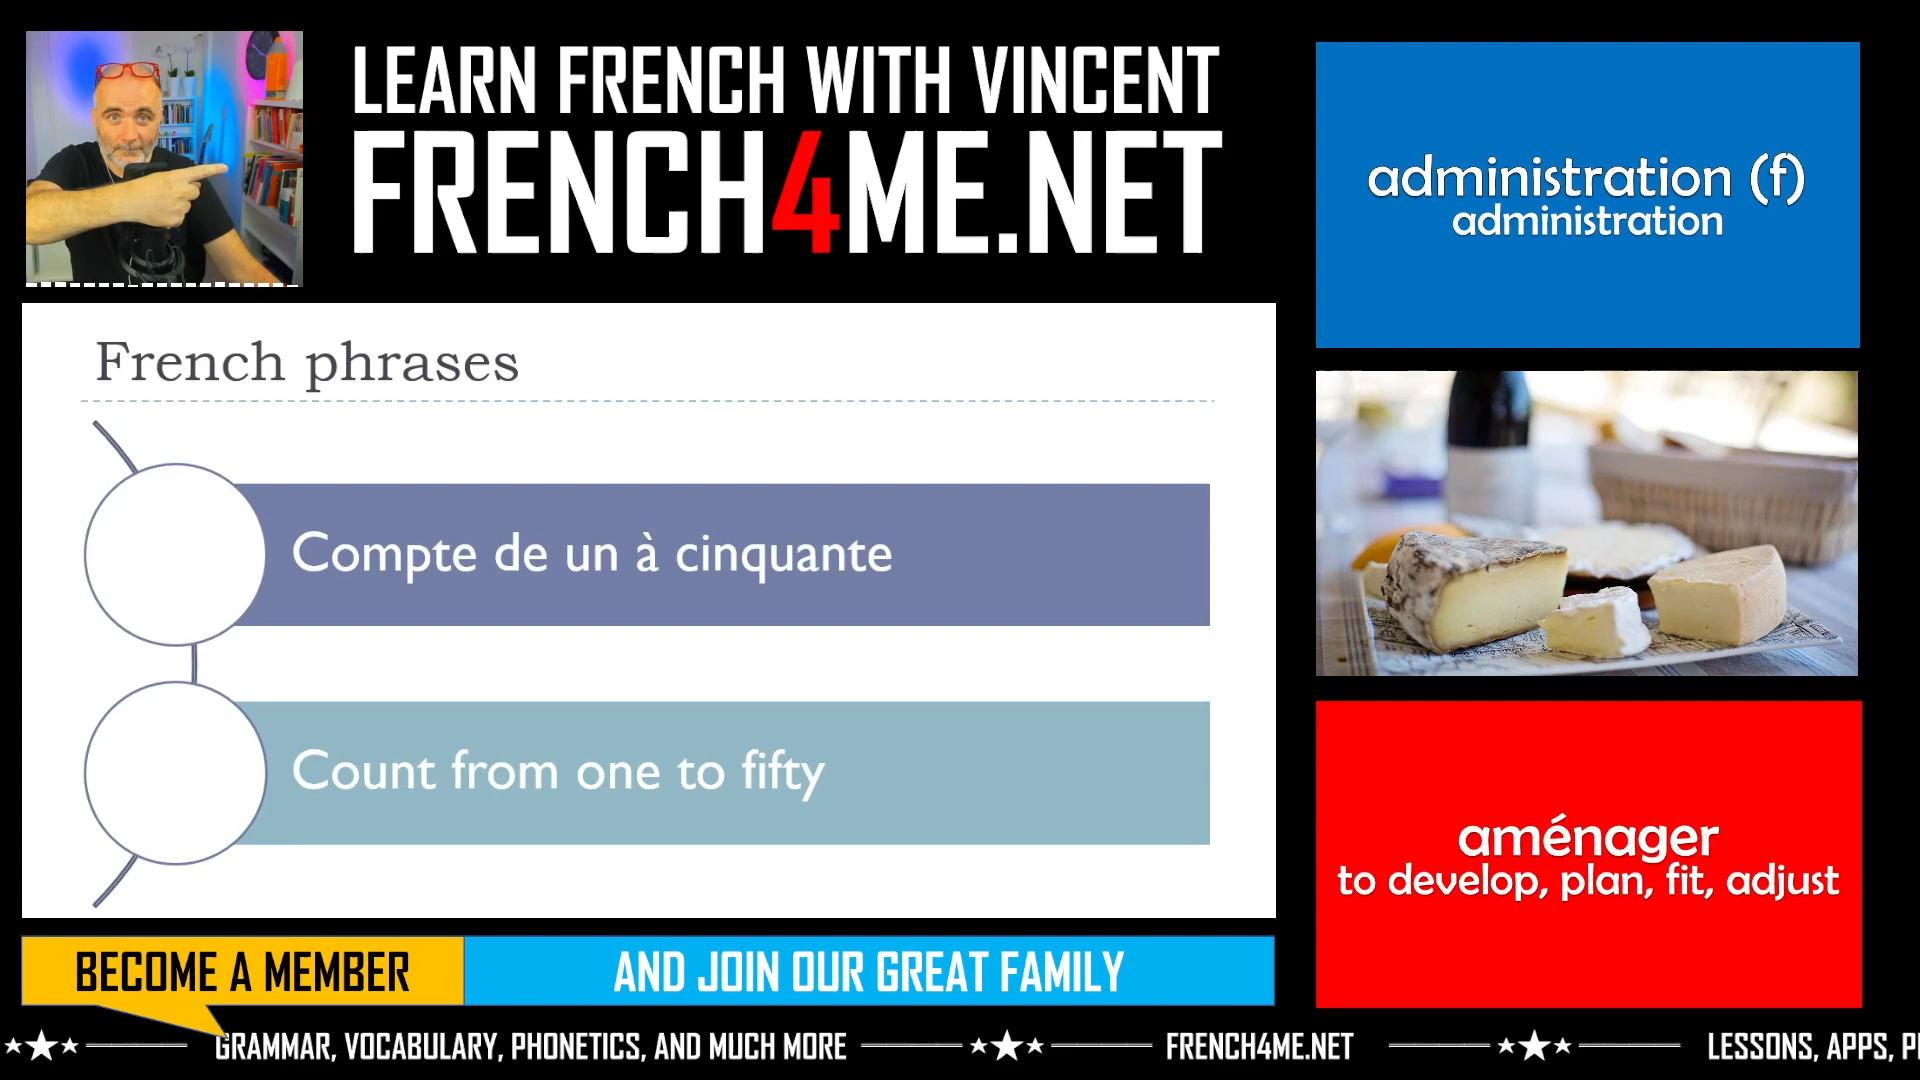 LEARN FRENCH WITH VINCENT
FRENCH4ME.NET
administration (f)
administration
French phrases
Compte de un à cinquante
Count from one to fifty
aménager
to develop, plan, fit, adjust
BECOME A MEMBER
AND JOIN OUR GREAT FAMILY
GRAMMAR, VOCABULARY, PHONETICS, AND MUCH MORE
FRENCH4ME.NET
LESSONS, APPS,